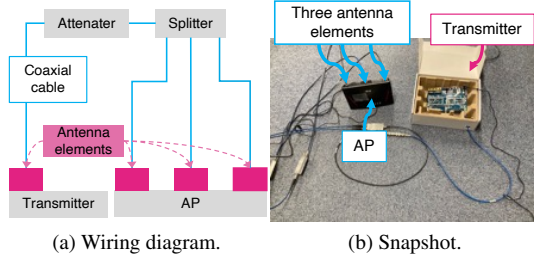 Attenater
Splitter
Coaxial
cable
Antenna
elements
Transmitter
AP
(a) Wiring diagram.
Three antenna
elements
Transmitter
AP
(b) Snapshot.